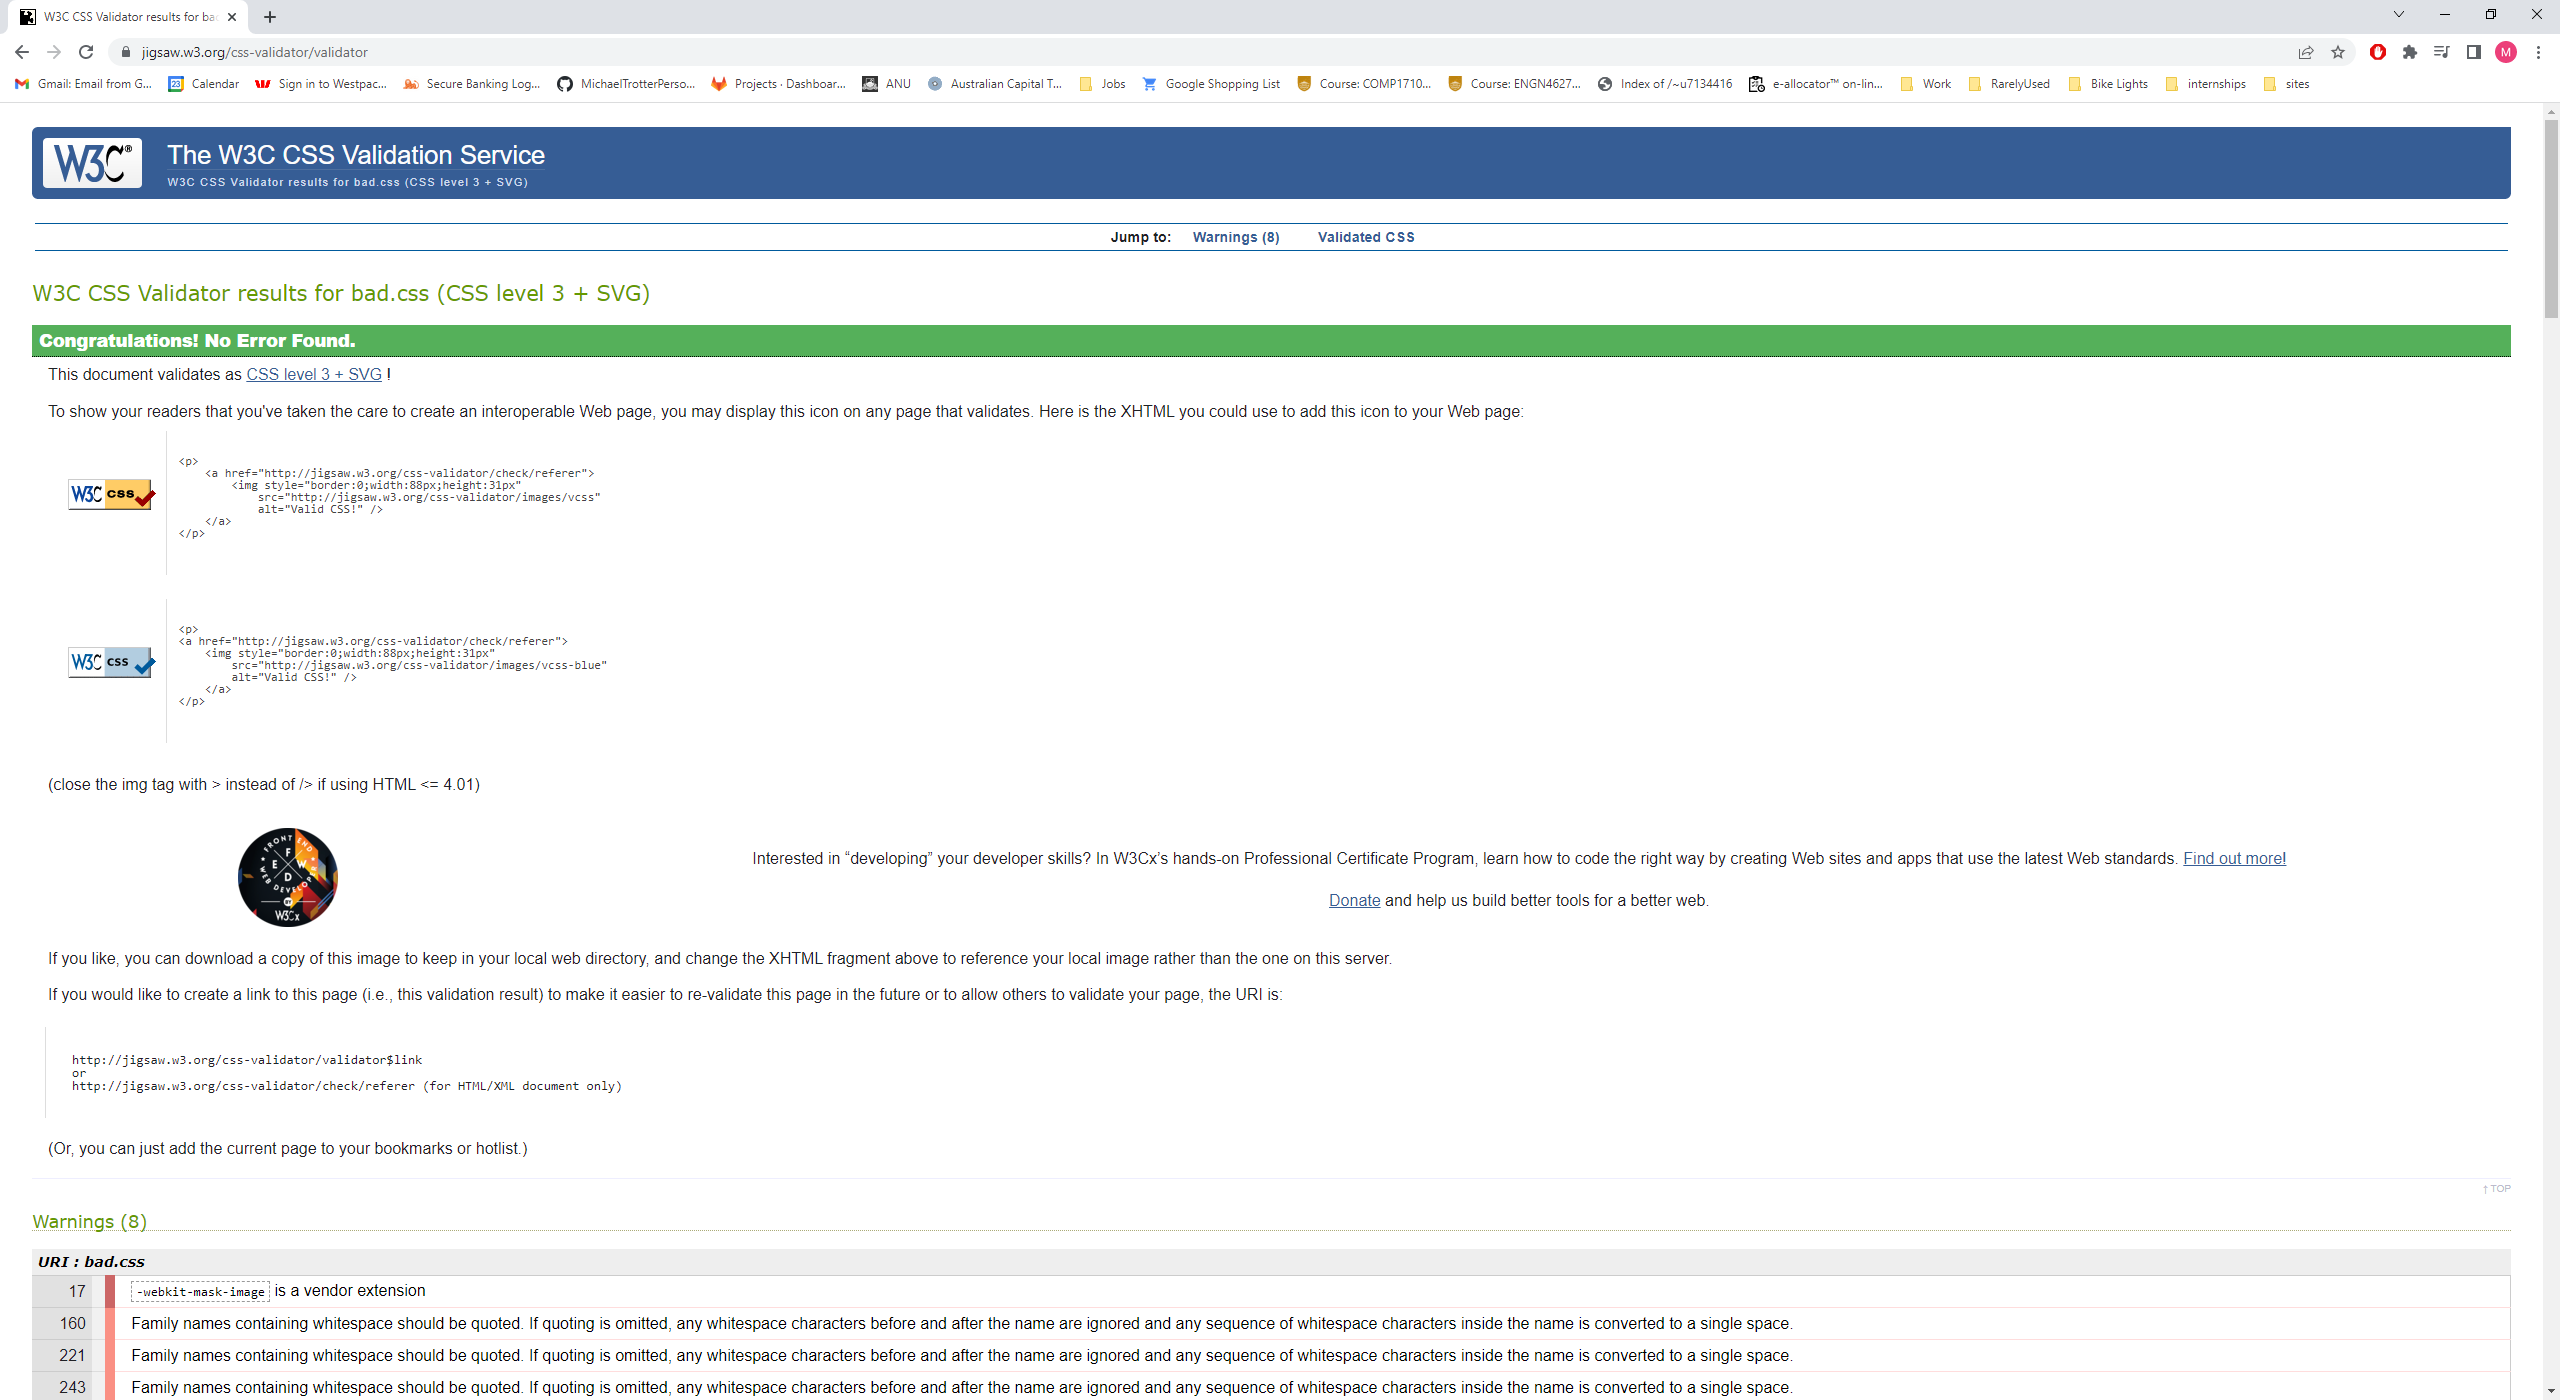 W3C CSS Validator results for ba
jigsaw.w3.org/css-validator/validator
M
Gmail: Email from G...
23
Calendar
Sign in to Westpac...
Secure Banking Log...
MichaelTrotterPerso...
Projects · Dashboar...
ANU
Australian Capital T...
Jobs
Google Shopping List
Course: COMP1710...
Course: ENGN4627...
Index of /~u7134416
e-allocator™ on-lin...
Work
RarelyUsed
Bike Lights
internships
sites
W3C®
The W3C CSS Validation Service
W3C CSS Validator results for bad.css (CSS level 3 + SVG)
Jump to: Warnings (8) Validated CSS
W3C CSS Validator results for bad.css (CSS level 3 + SVG)
Congratulations! No Error Found.
This document validates as CSS level 3 + SVG !
To show your readers that you've taken the care to create an interoperable Web page, you may display this icon on any page that validates. Here is the XHTML you could use to add this icon to your Web page:
W3C css
<p>
<a href="http://jigsaw.w3.org/css-validator/check/referer">
<img style="border:0;width:88px;height:31px"
src="http://jigsaw.w3.org/css-validator/images/vcss"
alt="Valid CSS!" />
</a>
</p>
W3C css
<p>
<a href="http://jigsaw.w3.org/css-validator/check/referer">
<img style="border:0;width:88px;height:31px"
src="http://jigsaw.w3.org/css-validator/images/vcss-blue"
alt="Valid CSS!" />
</a>
</p>
(close the img tag with > instead of /> if using HTML <= 4.01)
FRONT END
F
E W
D
WEB DEVELOPER
BY
W3Cx
Interested in “developing” your developer skills? In W3Cx’s hands-on Professional Certificate Program, learn how to code the right way by creating Web sites and apps that use the latest Web standards. Find out more!
Donate and help us build better tools for a better web.
If you like, you can download a copy of this image to keep in your local web directory, and change the XHTML fragment above to reference your local image rather than the one on this server.
If you would like to create a link to this page (i.e., this validation result) to make it easier to re-validate this page in the future or to allow others to validate your page, the URI is:
http://jigsaw.w3.org/css-validator/validator$link
or
http://jigsaw.w3.org/css-validator/check/referer (for HTML/XML document only)
(Or, you can just add the current page to your bookmarks or hotlist.)
↑ TOP
Warnings (8)
URI : bad.css
17 -webkit-mask-image is a vendor extension
160 Family names containing whitespace should be quoted. If quoting is omitted, any whitespace characters before and after the name are ignored and any sequence of whitespace characters inside the name is converted to a single space.
221 Family names containing whitespace should be quoted. If quoting is omitted, any whitespace characters before and after the name are ignored and any sequence of whitespace characters inside the name is converted to a single space.
243 Family names containing whitespace should be quoted. If quoting is omitted, any whitespace characters before and after the name are ignored and any sequence of whitespace characters inside the name is converted to a single space.